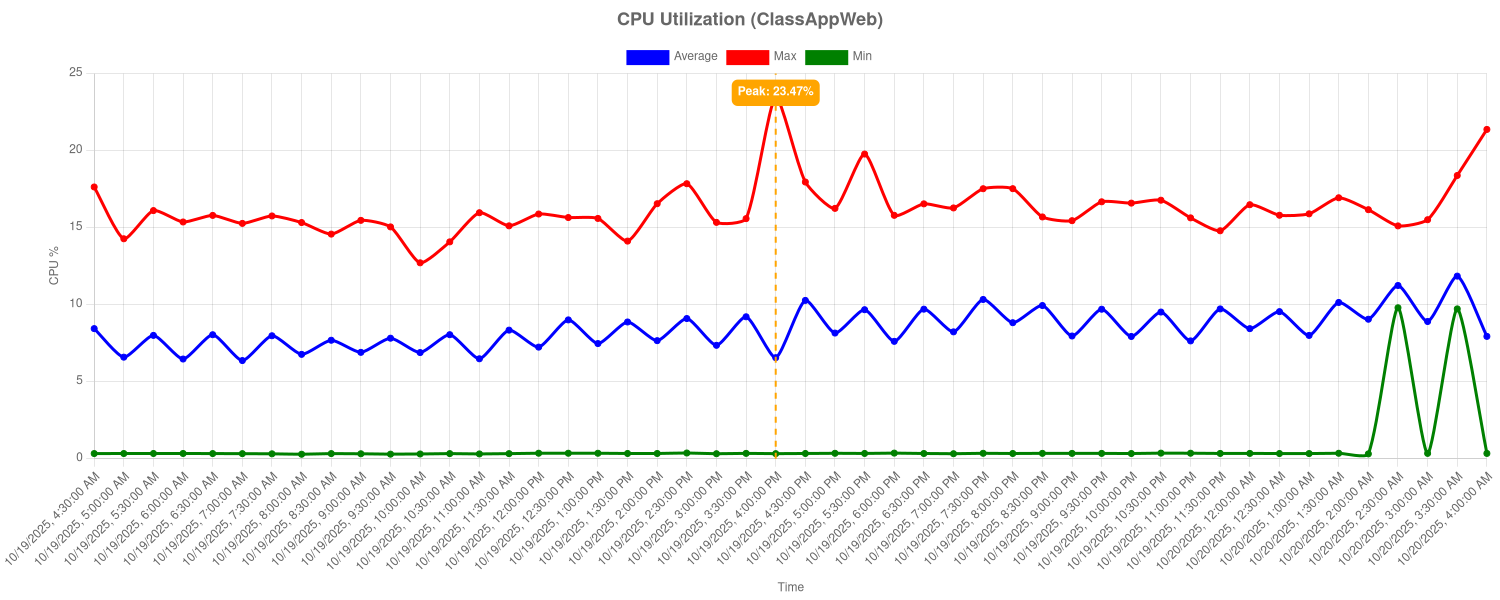 CPU Utilization (ClassAppWeb)
Average
Max
Min
Peak: 23.47%
CPU %
25
20
15
10
5
0
10/19/2025, 4:30:00 AM
10/19/2025, 5:00:00 AM
10/19/2025, 5:30:00 AM
10/19/2025, 6:00:00 AM
10/19/2025, 6:30:00 AM
10/19/2025, 7:00:00 AM
10/19/2025, 7:30:00 AM
10/19/2025, 8:00:00 AM
10/19/2025, 8:30:00 AM
10/19/2025, 9:00:00 AM
10/19/2025, 9:30:00 AM
10/19/2025, 10:00:00 AM
10/19/2025, 10:30:00 AM
10/19/2025, 11:00:00 AM
10/19/2025, 11:30:00 AM
10/19/2025, 12:00:00 PM
10/19/2025, 12:30:00 PM
10/19/2025, 1:00:00 PM
10/19/2025, 1:30:00 PM
10/19/2025, 2:00:00 PM
10/19/2025, 2:30:00 PM
10/19/2025, 3:00:00 PM
10/19/2025, 3:30:00 PM
10/19/2025, 4:00:00 PM
10/19/2025, 4:30:00 PM
10/19/2025, 5:00:00 PM
10/19/2025, 5:30:00 PM
10/19/2025, 6:00:00 PM
10/19/2025, 6:30:00 PM
10/19/2025, 7:00:00 PM
10/19/2025, 7:30:00 PM
10/19/2025, 8:00:00 PM
10/19/2025, 8:30:00 PM
10/19/2025, 9:00:00 PM
10/19/2025, 9:30:00 PM
10/19/2025, 10:00:00 PM
10/19/2025, 10:30:00 PM
10/19/2025, 11:00:00 PM
10/19/2025, 11:30:00 PM
10/20/2025, 12:00:00 AM
10/20/2025, 12:30:00 AM
10/20/2025, 1:00:00 AM
10/20/2025, 1:30:00 AM
10/20/2025, 2:00:00 AM
10/20/2025, 2:30:00 AM
10/20/2025, 3:00:00 AM
10/20/2025, 3:30:00 AM
10/20/2025, 4:00:00 AM
Time